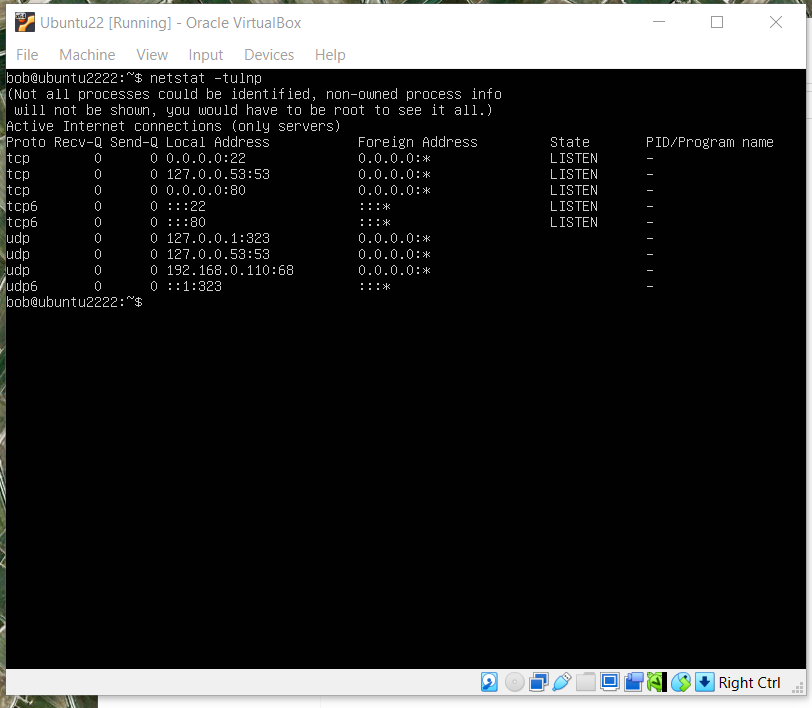 Ubuntu22 [Running] - Oracle VirtualBox
File Machine View Input Devices Help
bob@ubuntu2222:~$ netstat -tulnp
(Not all processes could be identified, non-owned process info
 will not be shown, you would have to be root to see it all.)
Active Internet connections (only servers)
Proto Recv-Q Send-Q Local Address           Foreign Address         State       PID/Program name
tcp        0      0 0.0.0.0:22              0.0.0.0:*               LISTEN      -
tcp        0      0 127.0.0.53:53           0.0.0.0:*               LISTEN      -
tcp        0      0 0.0.0.0:80              0.0.0.0:*               LISTEN      -
tcp6       0      0 :::22                   :::*                    LISTEN      -
tcp6       0      0 :::80                   :::*                    LISTEN      -
udp        0      0 127.0.0.1:323           0.0.0.0:*                           -
udp        0      0 127.0.0.53:53           0.0.0.0:*                           -
udp        0      0 192.168.0.110:68        0.0.0.0:*                           -
udp6       0      0 ::1:323                 :::*                                -
bob@ubuntu2222:~$
Right Ctrl